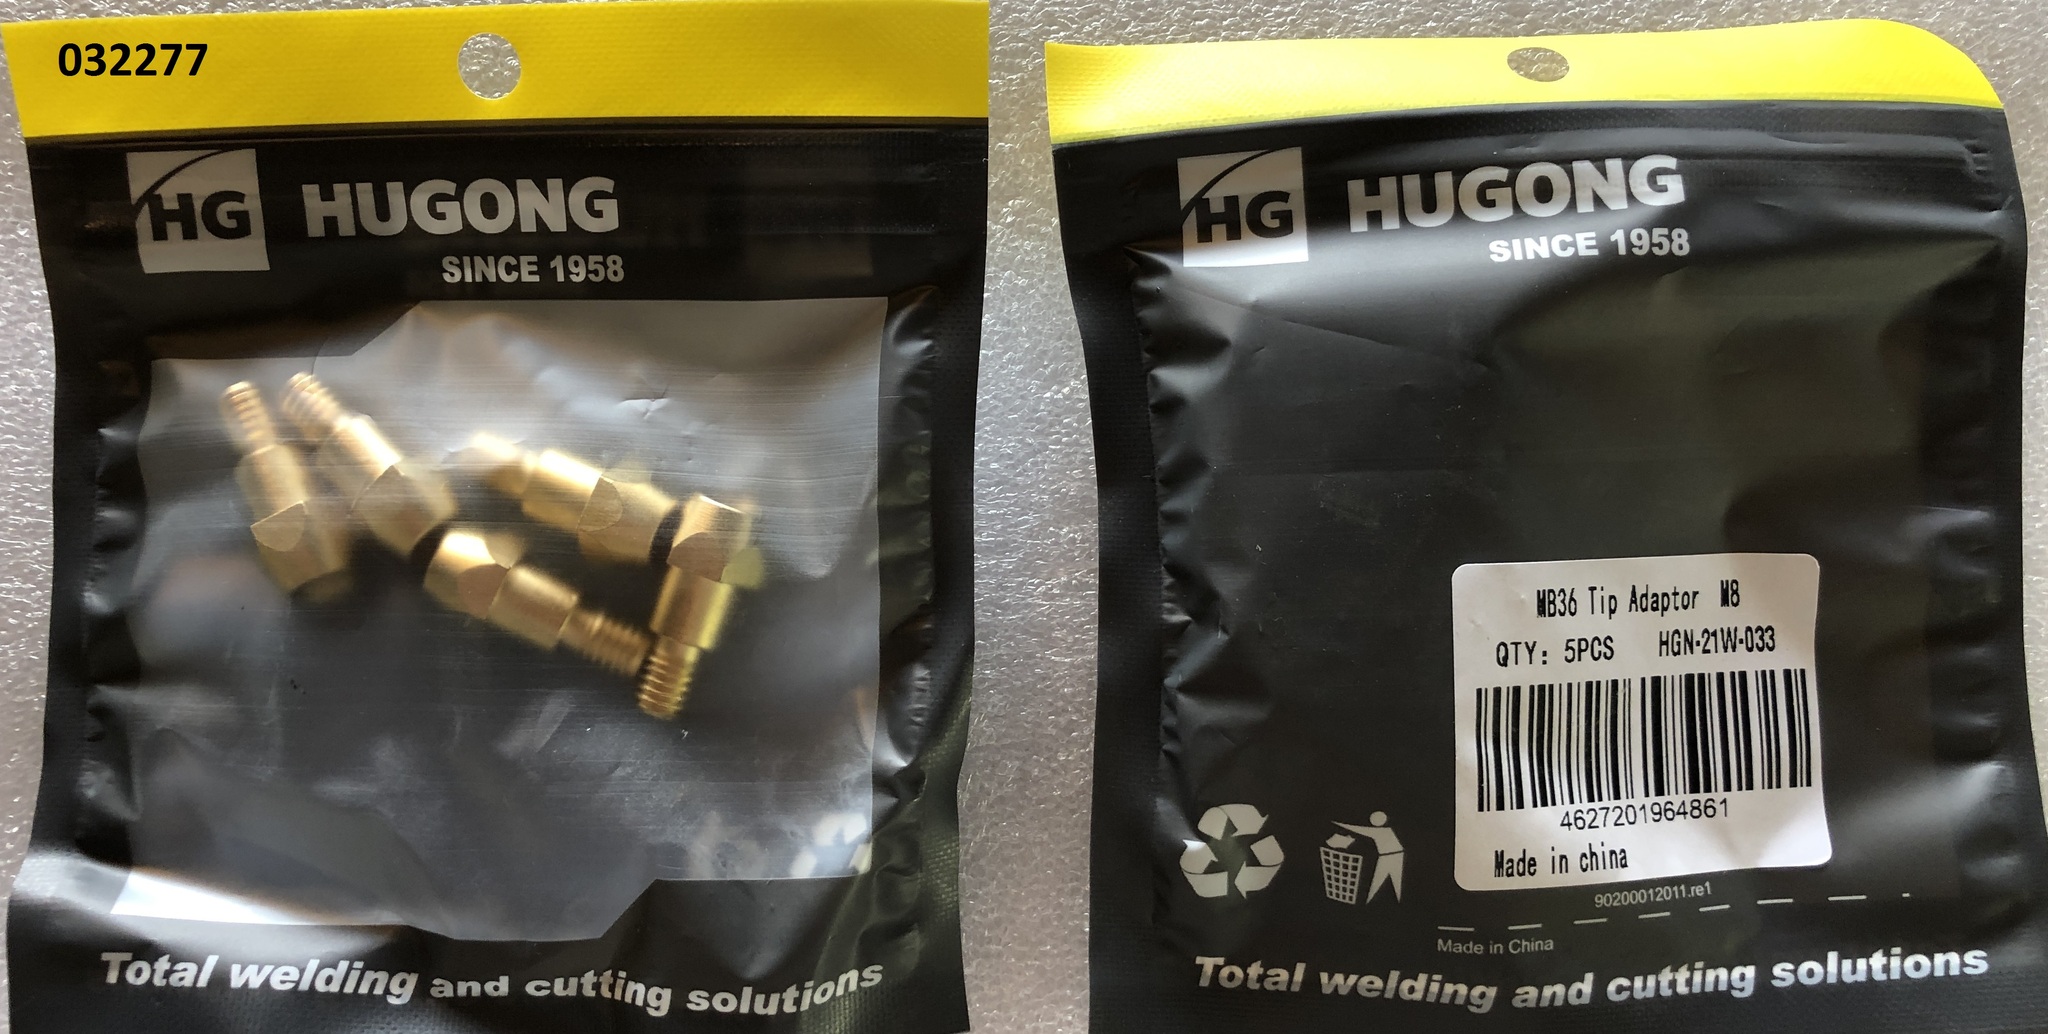 032277
HG HUGONG
SINCE 1958
Total welding and cutting solutions
HG HUGONG
SINCE 1958
MB36 Tip Adaptor M8
QTY: 5PCS HGN-21W-033
4627201964861
Made in china
90200012011.re1
Made in China
Total welding and cutting solutions